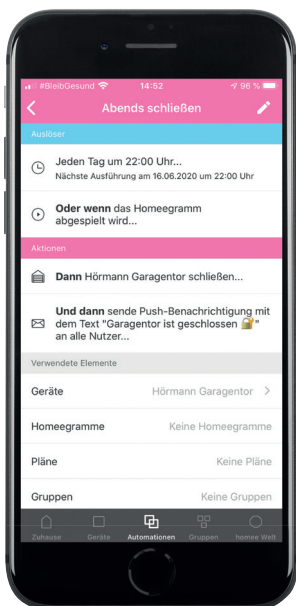 #BleibGesund 14:52 96 %
Abends schließen
Auslöser
Jeden Tag um 22:00 Uhr...
Nächste Ausführung am 16.06.2020 um 22:00 Uhr
Oder wenn das Homeegramm
abgespielt wird...
Aktionen
Dann Hörmann Garagentor schließen...
Und dann sende Push-Benachrichtigung mit
dem Text "Garagentor ist geschlossen 🔐"
an alle Nutzer...
Verwendete Elemente
Geräte Hörmann Garagentor
Homeegramme Keine Homeegramme
Pläne Keine Pläne
Gruppen Keine Gruppen
Zuhause Geräte Automationen Gruppen homee Welt